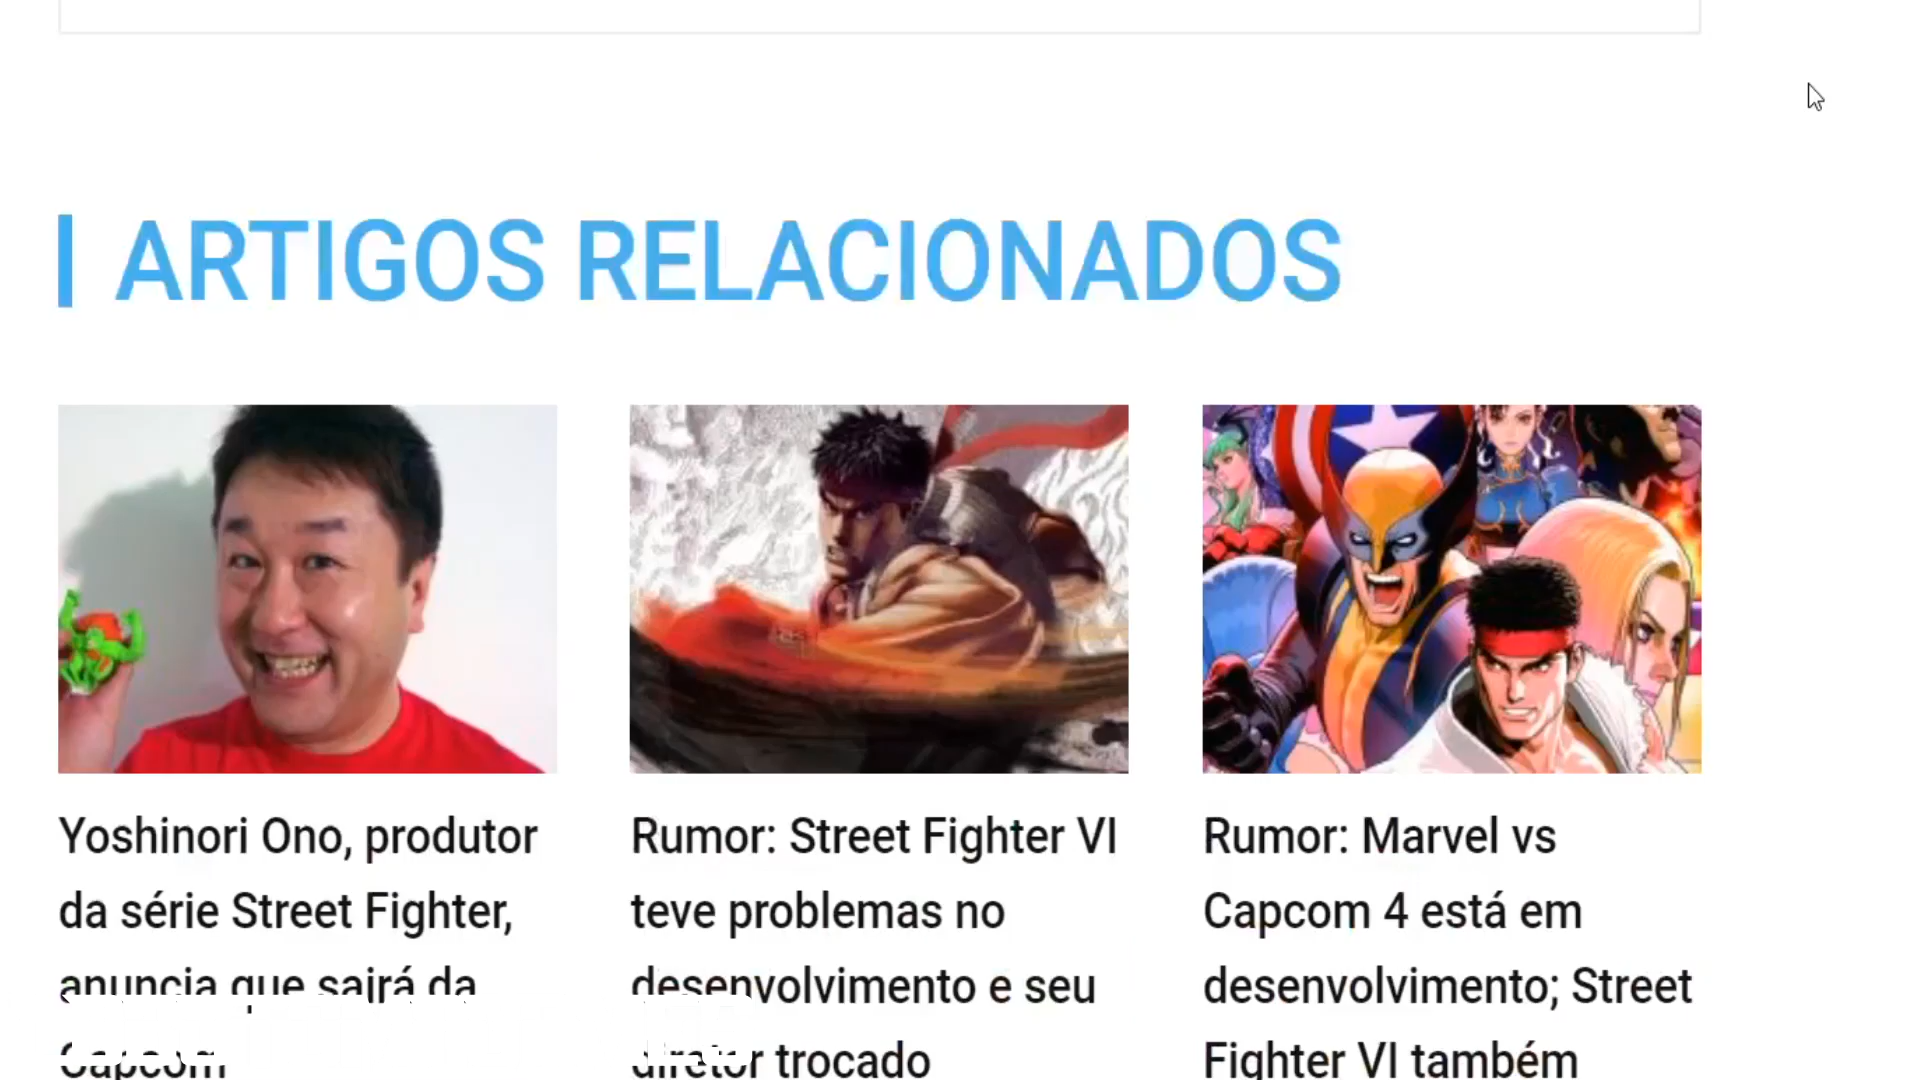 ARTIGOS RELACIONADOS
Yoshinori Ono, produtor
da série Street Fighter,
anuncia que sairá da
Capcom
Rumor: Street Fighter VI
teve problemas no
desenvolvimento e seu
diretor trocado
Rumor: Marvel vs
Capcom 4 está em
desenvolvimento; Street
Fighter VI também